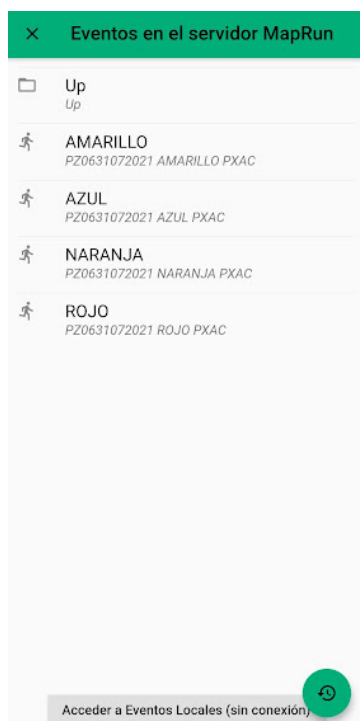 Eventos en el servidor MapRun
Up
Up
AMARILLO
PZ0631072021 AMARILLO PXAC
AZUL
PZ0631072021 AZUL PXAC
NARANJA
PZ0631072021 NARANJA PXAC
ROJO
PZ0631072021 ROJO PXAC
Acceder a Eventos Locales (sin conexión)